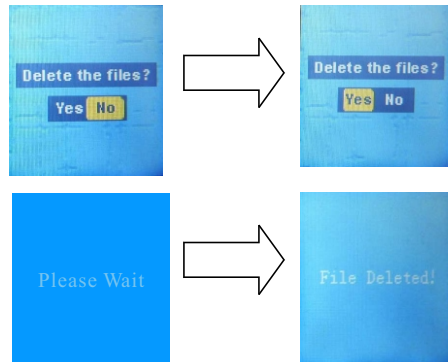 Delete the files?
Yes No
Delete the files?
Yes No
Please Wait
File Deleted!